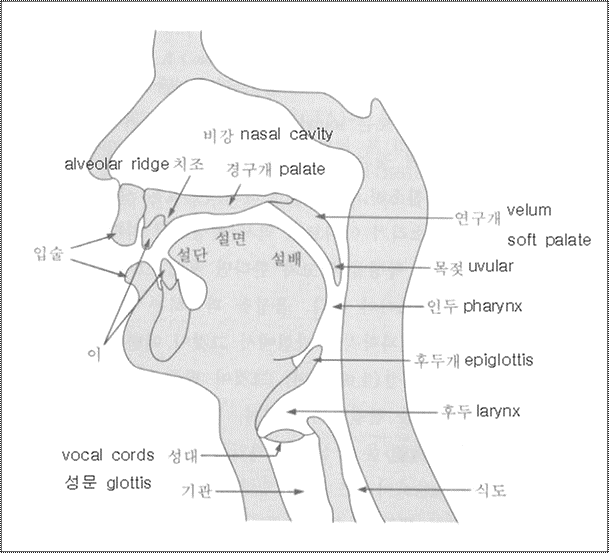 비강 nasal cavity
alveolar ridge 치조
경구개 palate
연구개 velum
soft palate
설면
설단
설배
입술
목젖 uvular
인두 pharynx
이
후두개 epiglottis
후두 larynx
vocal cords 성대
성문 glottis
기관
식도